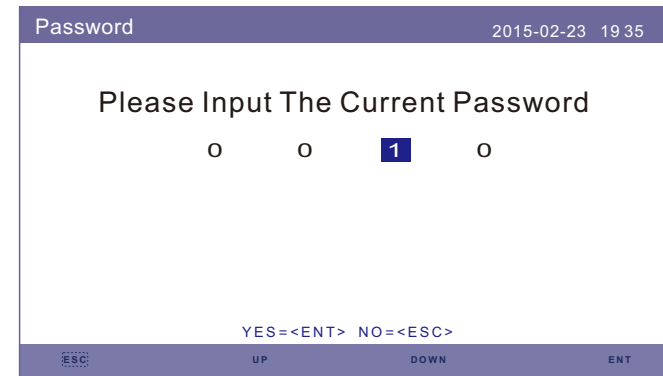 Password 2015-02-23 19 35
Please Input The Current Password
0 0 1 0
YES=<ENT> NO=<ESC>
ESC UP DOWN ENT